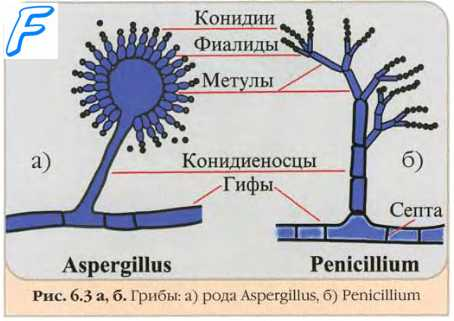 F
Конидии
Фиалиды
Метулы
а)
Конидиеносцы
б)
Гифы
Септа
Aspergillus
Penicillium
Рис. 6.3 а, б. Грибы: а) рода Aspergillus, б) Penicillium